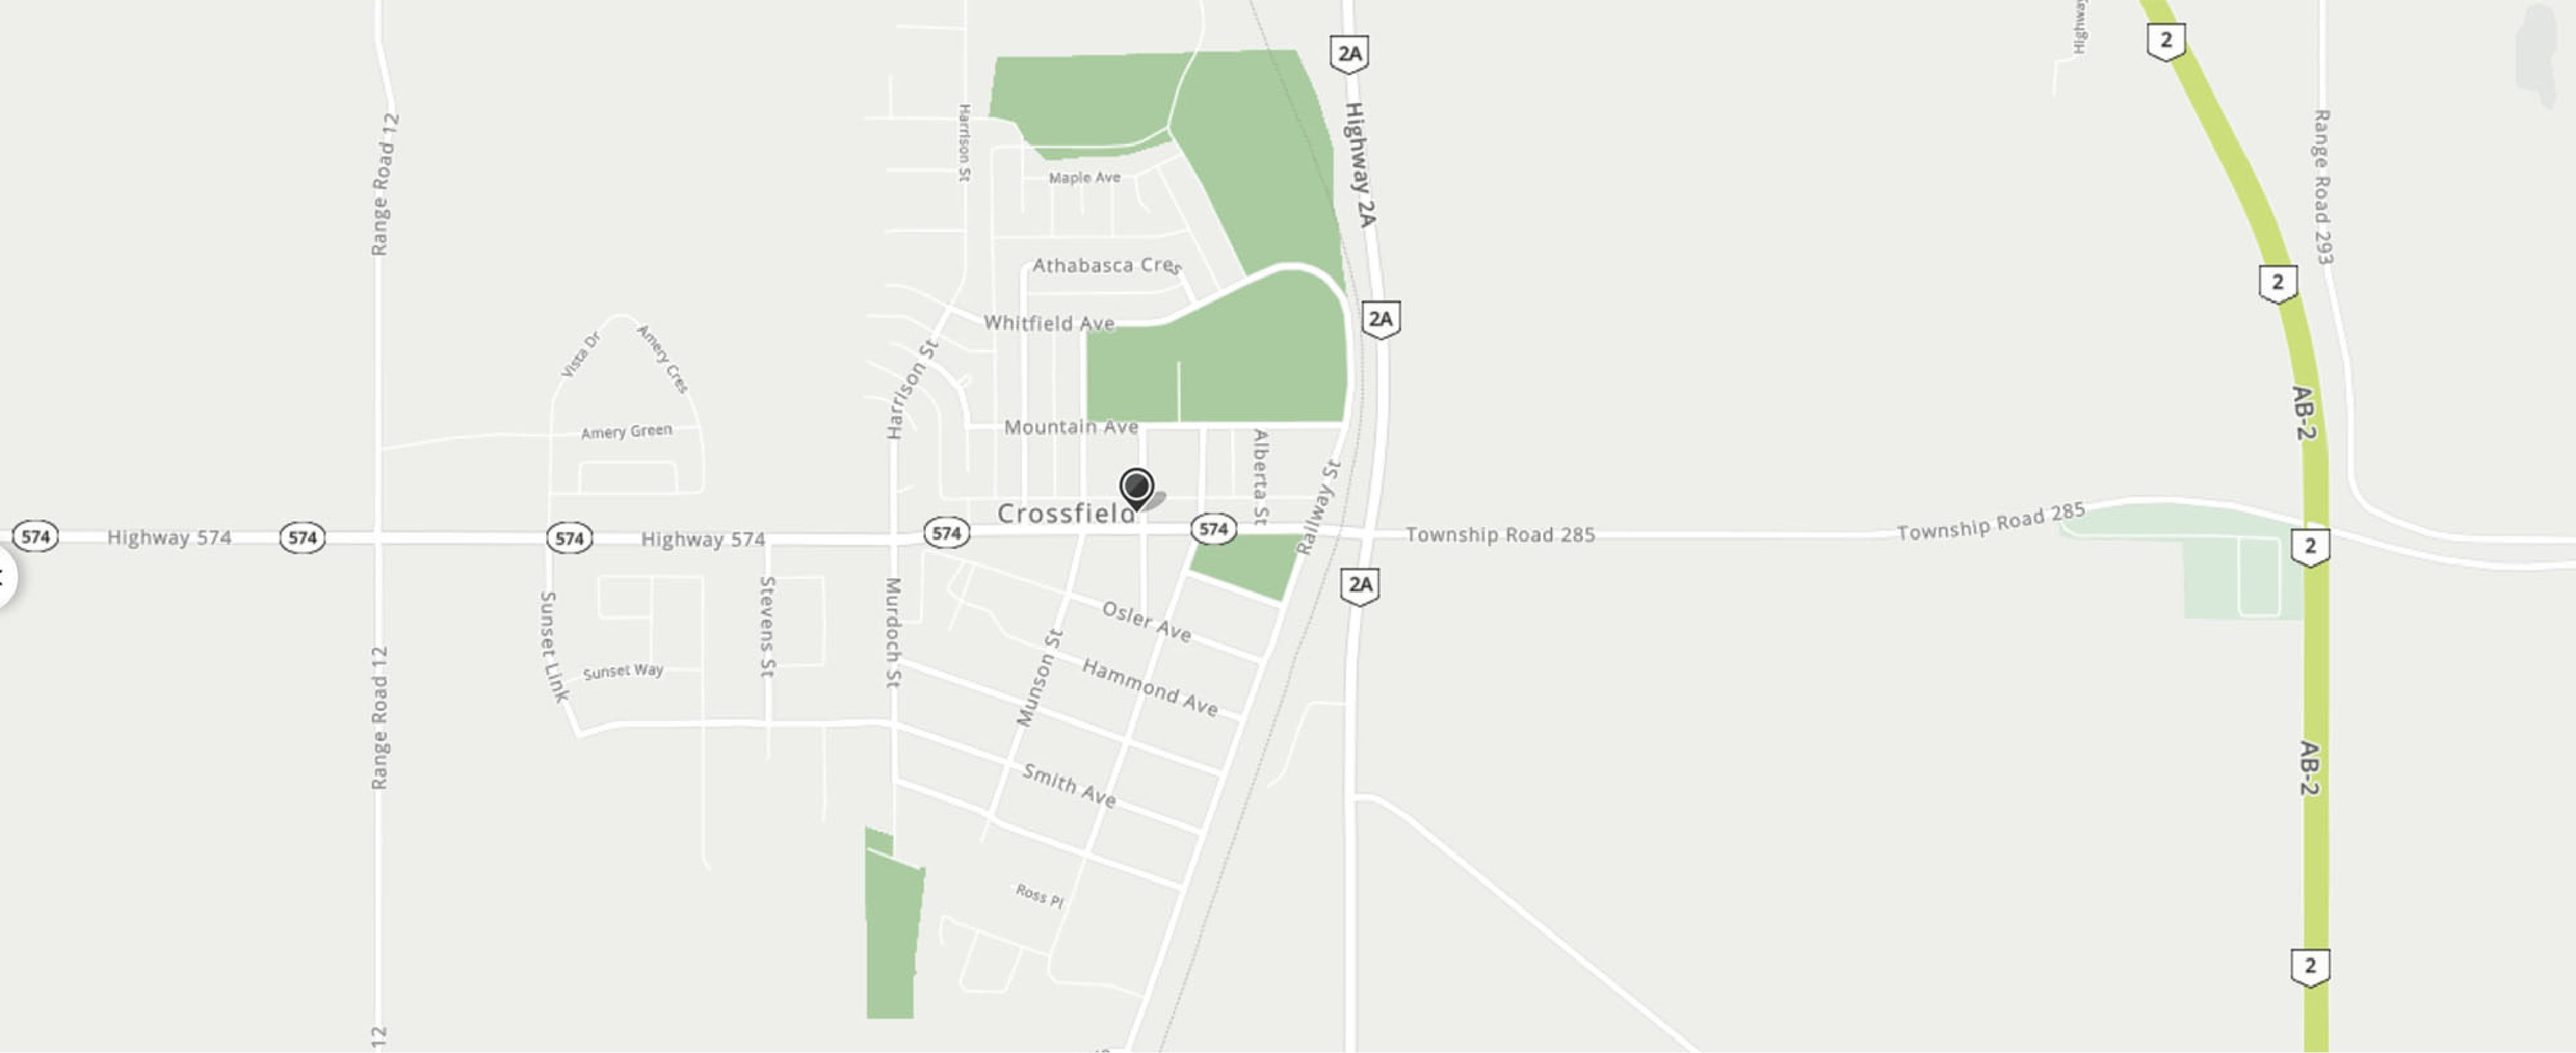 2A
2
Highway
Range Road 12
Harrison St
Highway 2A
Range Road 293
Maple Ave
Athabasca Cres
2
Whitfield Ave
2A
Vista Dr
Amery Cres
Harrison St
AB-2
Amery Green
Mountain Ave
Alberta St
Railway St
Crossfield
574
Highway 574
574
574
Highway 574
574
574
Township Road 285
Township Road 285
2
2A
Sunset Link
Stevens St
Murdoch St
Osler Ave
Munson St
Hammond Ave
Sunset Way
Range Road 12
Smith Ave
AB-2
Ross Pl
2
12